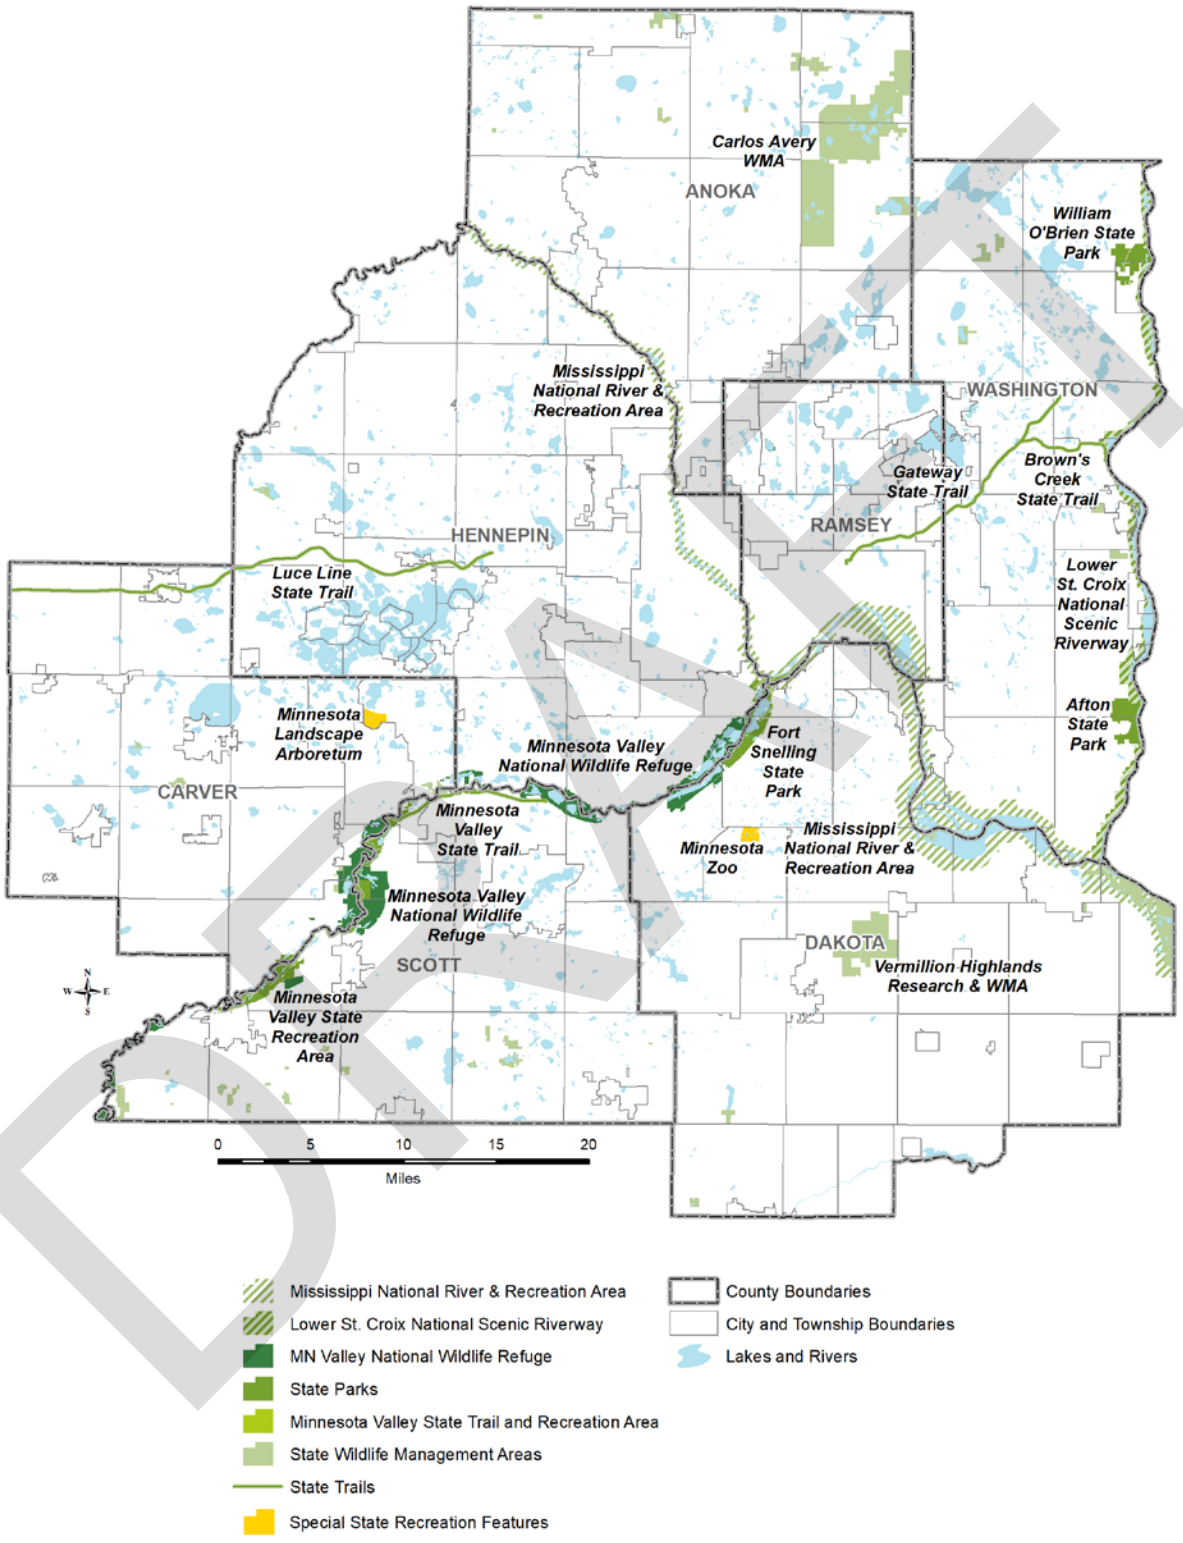 Carlos Avery
WMA
ANOKA
William
O'Brien State
Park
Mississippi
National River &
Recreation Area
WASHINGTON
Gateway
State Trail
Brown's
Creek
State Trail
RAMSEY
HENNEPIN
Luce Line
State Trail
Lower
St. Croix
National
Scenic
Riverway
Minnesota
Landscape
Arboretum
Minnesota Valley
National Wildlife Refuge
Fort
Snelling
State
Park
Afton
State
Park
CARVER
Minnesota
Valley
State Trail
Minnesota
Zoo
Mississippi
National River &
Recreation Area
Minnesota Valley
National Wildlife
Refuge
SCOTT
DAKOTA
Vermillion Highlands
Research & WMA
N
W E
S
Minnesota
Valley State
Recreation
Area
0 5 10 15 20
Miles
DRAFT
Mississippi National River & Recreation Area
Lower St. Croix National Scenic Riverway
MN Valley National Wildlife Refuge
State Parks
Minnesota Valley State Trail and Recreation Area
State Wildlife Management Areas
State Trails
Special State Recreation Features
County Boundaries
City and Township Boundaries
Lakes and Rivers